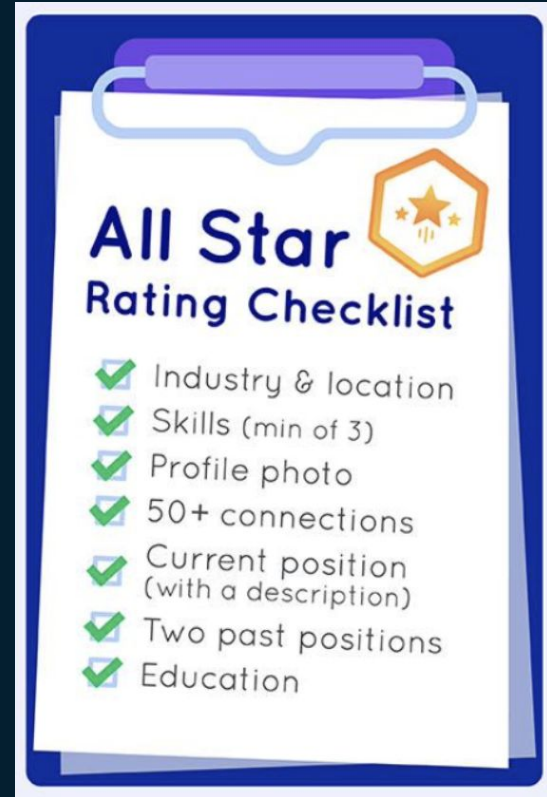 All Star
Rating Checklist
Industry & location
Skills (min of 3)
Profile photo
50+ connections
Current position
(with a description)
Two past positions
Education